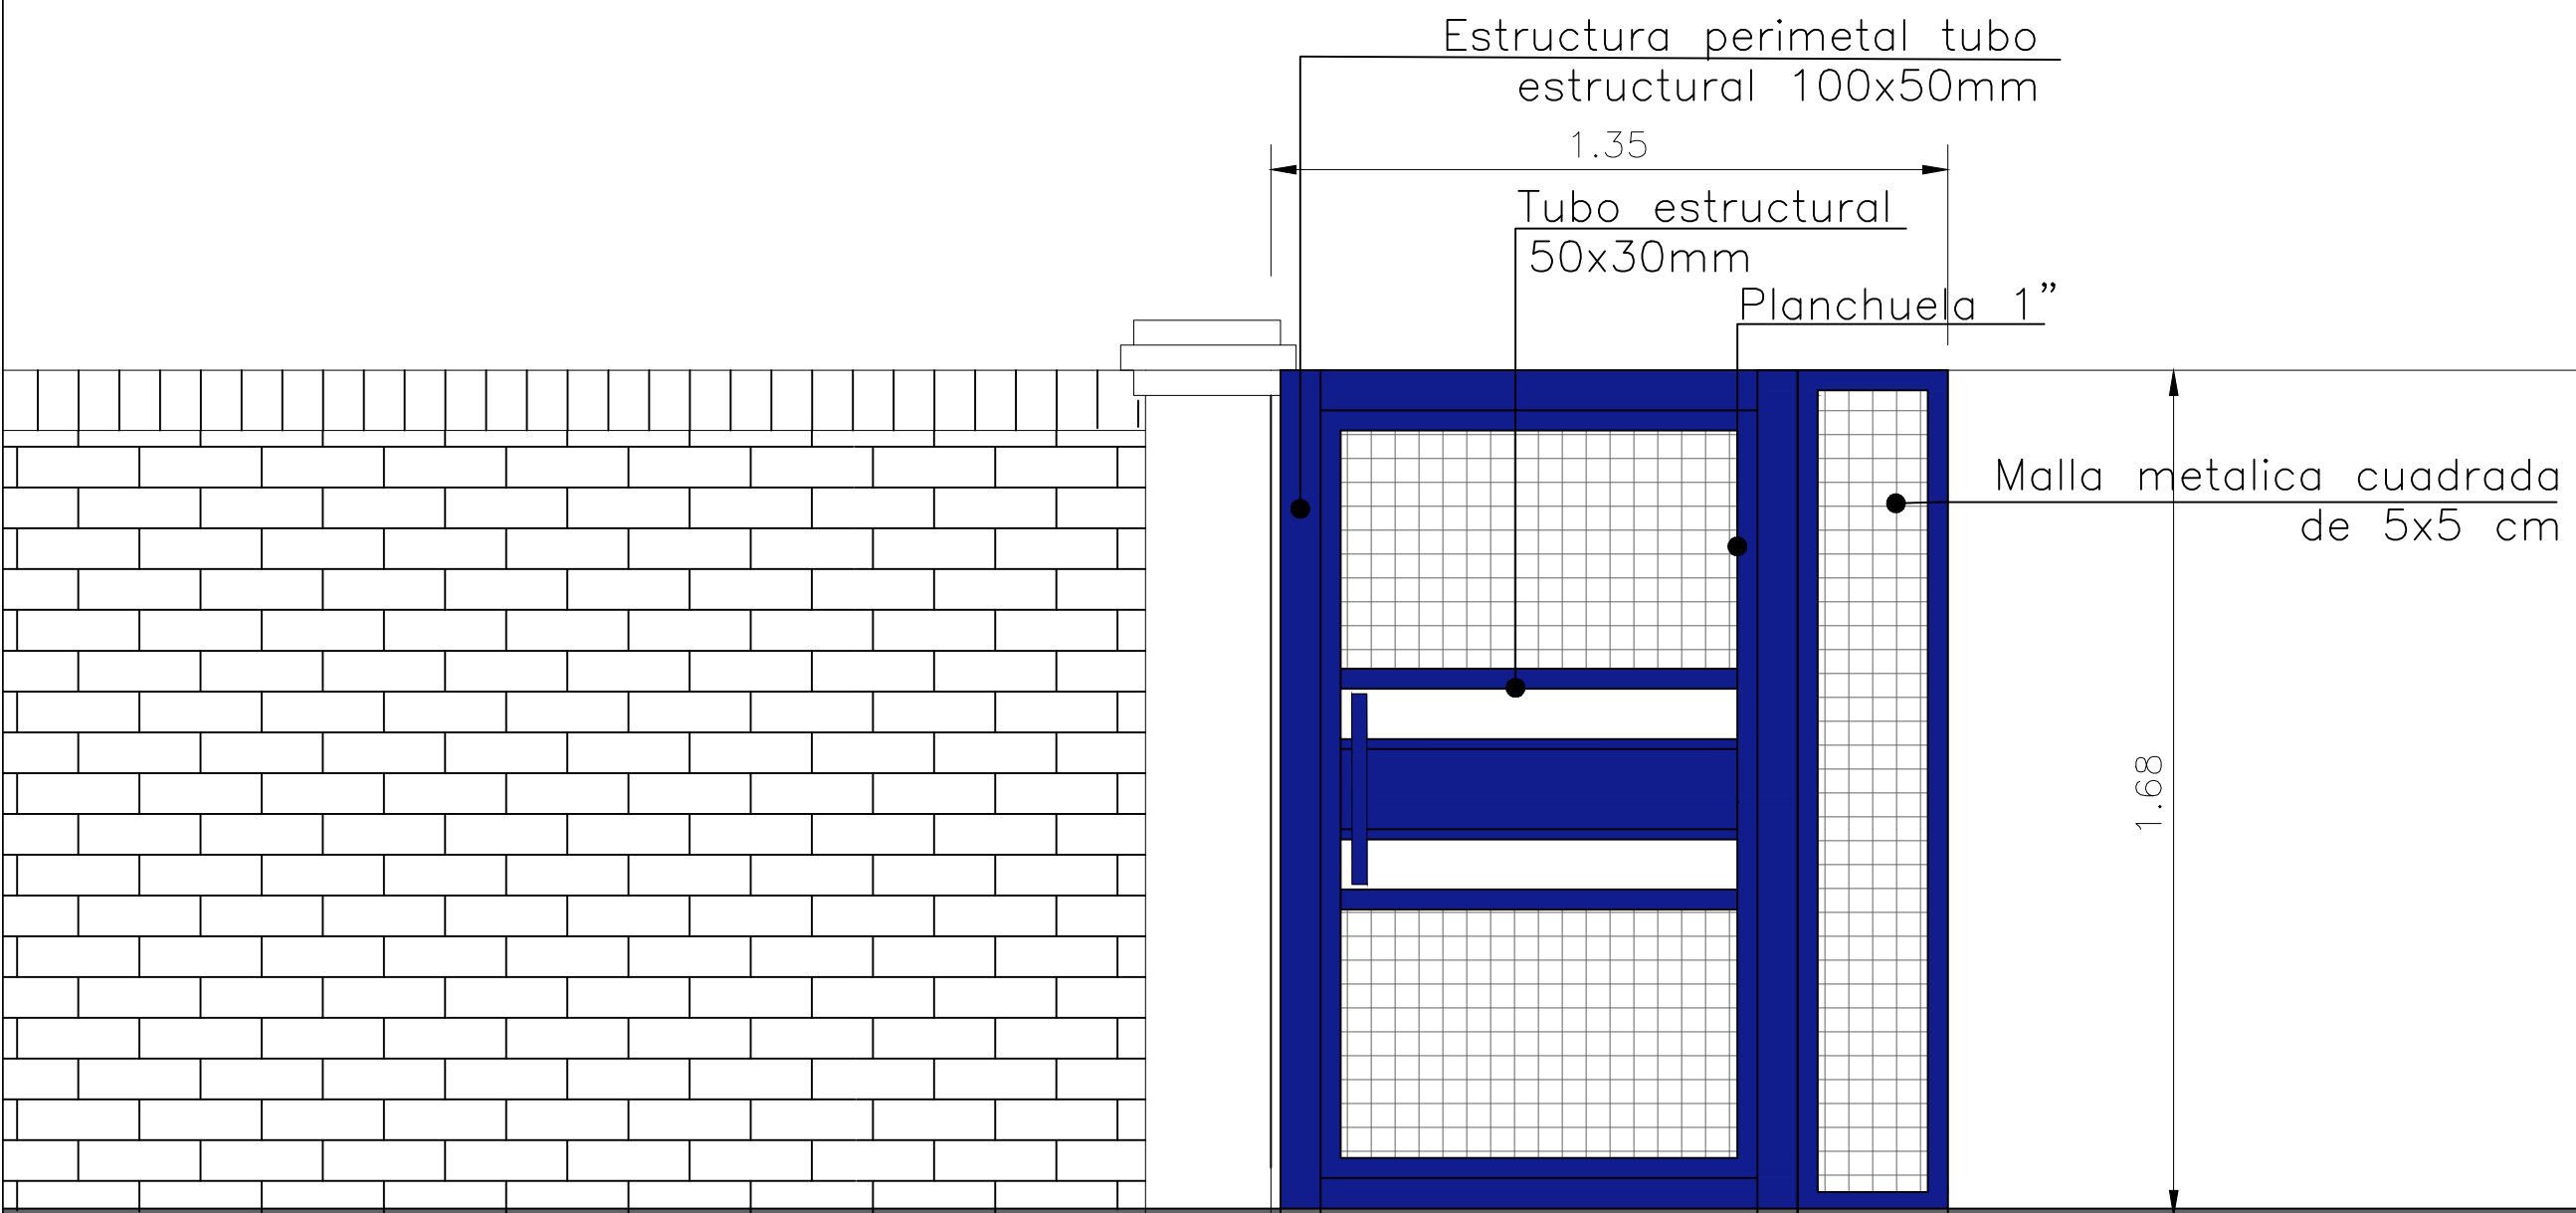 Estructura perimetal tubo
estructural 100x50mm
1.35
Tubo estructural
50x30mm
Planchuela 1”
Malla metalica cuadrada
de 5x5 cm
1.68